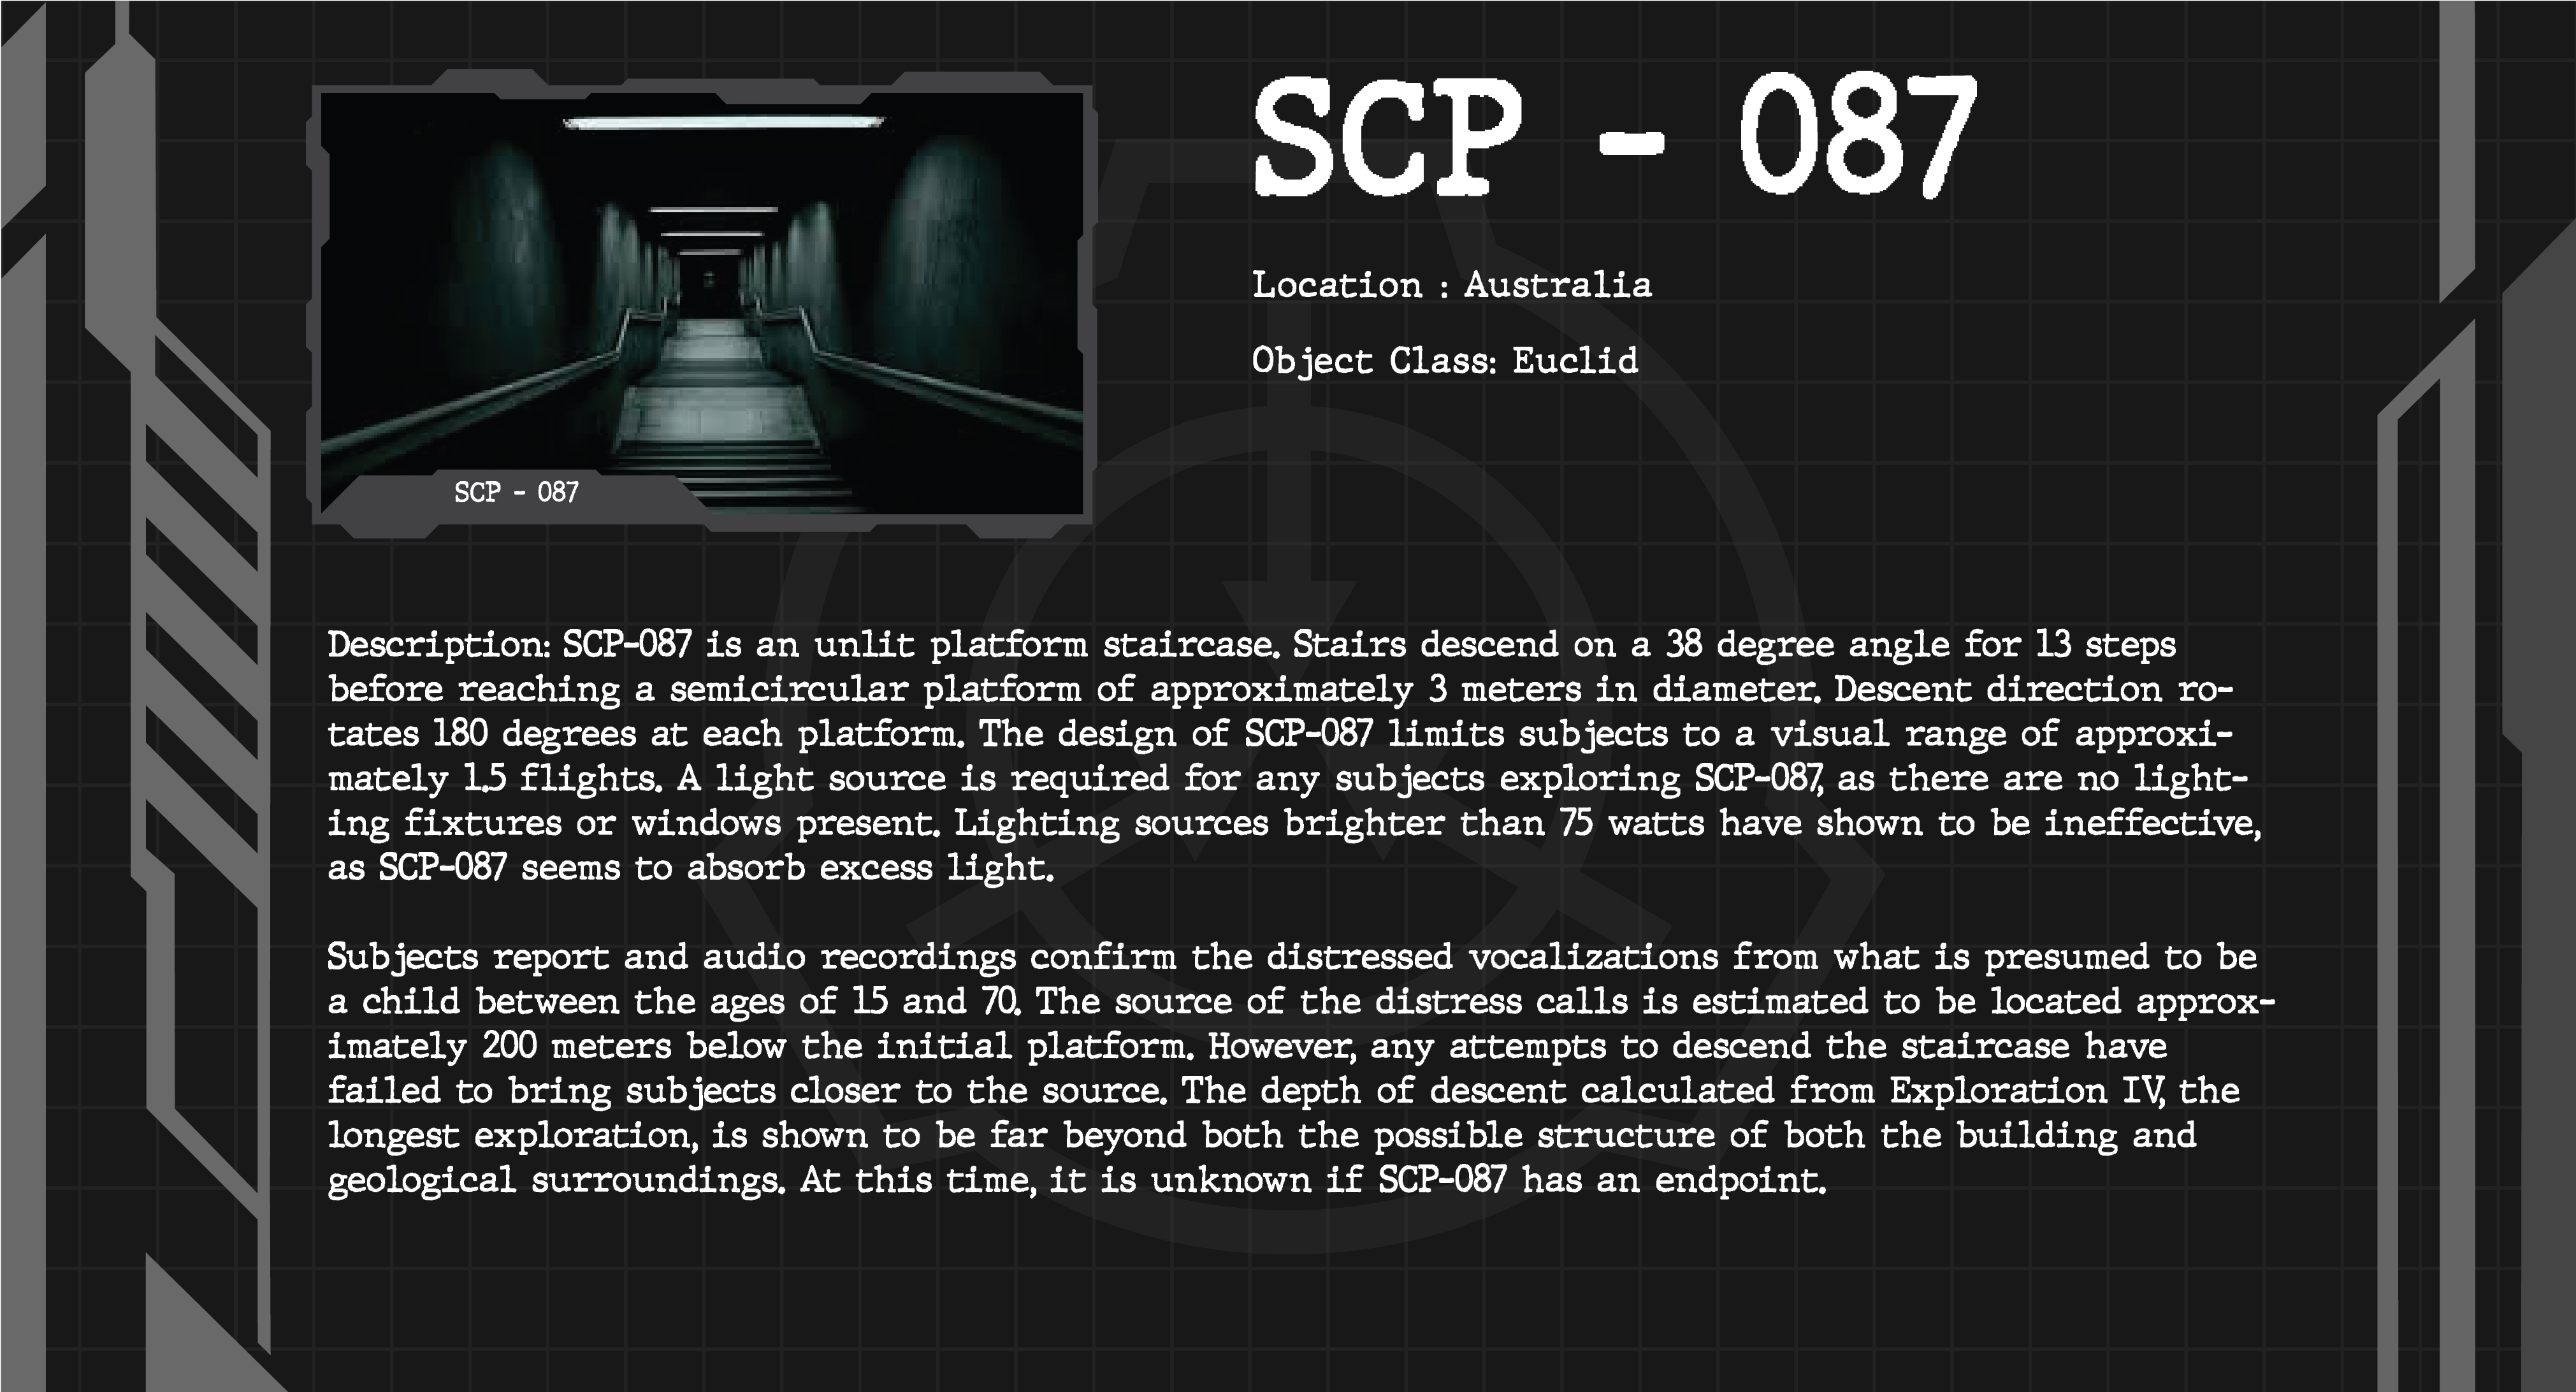 SCP - 087
Location : Australia
Object Class: Euclid
SCP - 087
Description: SCP-087 is an unlit platform staircase. Stairs descend on a 38 degree angle for 13 steps
before reaching a semicircular platform of approximately 3 meters in diameter. Descent direction ro-
tates 180 degrees at each platform. The design of SCP-087 limits subjects to a visual range of approxi-
mately 1.5 flights. A light source is required for any subjects exploring SCP-087, as there are no light-
ing fixtures or windows present. Lighting sources brighter than 75 watts have shown to be ineffective,
as SCP-087 seems to absorb excess light.
Subjects report and audio recordings confirm the distressed vocalizations from what is presumed to be
a child between the ages of 15 and 70. The source of the distress calls is estimated to be located approx-
imately 200 meters below the initial platform. However, any attempts to descend the staircase have
failed to bring subjects closer to the source. The depth of descent calculated from Exploration IV, the
longest exploration, is shown to be far beyond both the possible structure of both the building and
geological surroundings. At this time, it is unknown if SCP-087 has an endpoint.